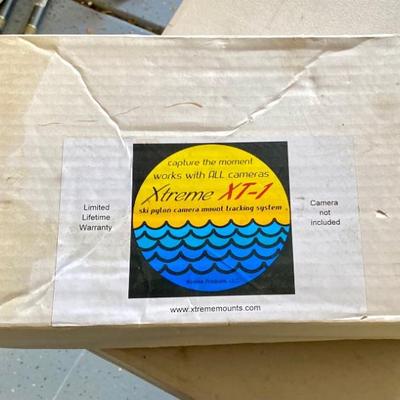 capture the moment
works with ALL cameras
Xtreme XT-1
ski pylon camera mount tracking system
Limited
Lifetime
Warranty
Camera
not
included
www.xtrememounts.com